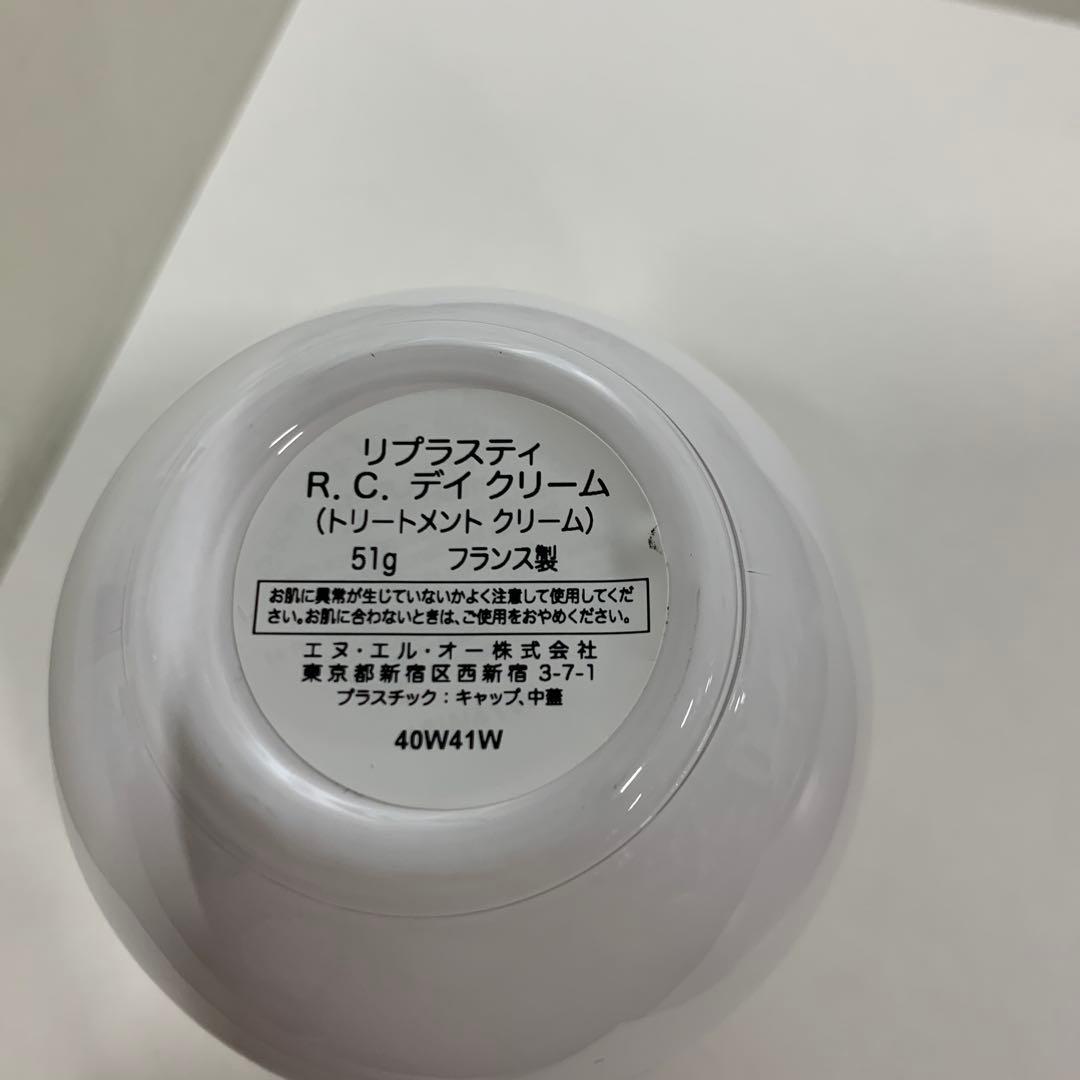 リプラスティ
R. C. デイ クリーム
(トリートメント クリーム)
51g フランス製
お肌に異常が生じていないかよく注意して使用してくだ
さい。お肌に合わないときは、ご使用をおやめください。
エヌ・エル・オー株式会社
東京都新宿区西新宿 3-7-1
プラスチック : キャップ、中蓋
40W41W